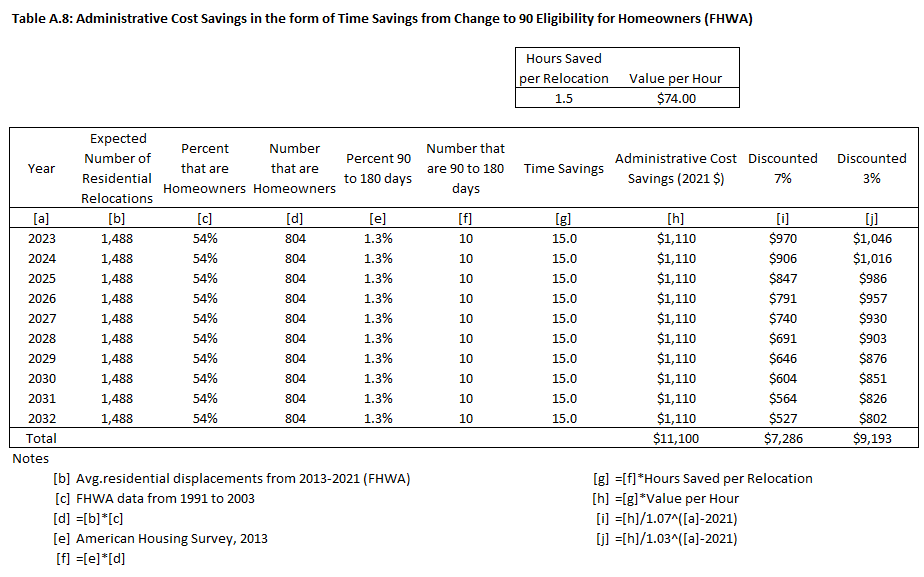 Table A.8: Administrative Cost Savings in the form of Time Savings from Change to 90 Eligibility for Homeowners (FHWA)
Hours Saved
per Relocation Value per Hour
1.5 $74.00
Expected
Number of Percent Number Number that
Year Residential that are that are Percent 90 are 90 to 180 Time Savings Administrative Cost Discounted Discounted
Relocations Homeowners Homeowners to 180 days days Savings (2021 $) 7% 3%
[a] [b] [c] [d] [e] [f] [g] [h] [i] [j]
2023 1,488 54% 804 1.3% 10 15.0 $1,110 $970 $1,046
2024 1,488 54% 804 1.3% 10 15.0 $1,110 $906 $1,016
2025 1,488 54% 804 1.3% 10 15.0 $1,110 $847 $986
2026 1,488 54% 804 1.3% 10 15.0 $1,110 $791 $957
2027 1,488 54% 804 1.3% 10 15.0 $1,110 $740 $930
2028 1,488 54% 804 1.3% 10 15.0 $1,110 $691 $903
2029 1,488 54% 804 1.3% 10 15.0 $1,110 $646 $876
2030 1,488 54% 804 1.3% 10 15.0 $1,110 $604 $851
2031 1,488 54% 804 1.3% 10 15.0 $1,110 $564 $826
2032 1,488 54% 804 1.3% 10 15.0 $1,110 $527 $802
Total $11,100 $7,286 $9,193
Notes
[b] Avg.residential displacements from 2013-2021 (FHWA) [g] =[f]*Hours Saved per Relocation
[c] FHWA data from 1991 to 2003 [h] =[g]*Value per Hour
[d] =[b]*[c] [i] =[h]/1.07^([a]-2021)
[e] American Housing Survey, 2013 [j] =[h]/1.03^([a]-2021)
[f] =[e]*[d]